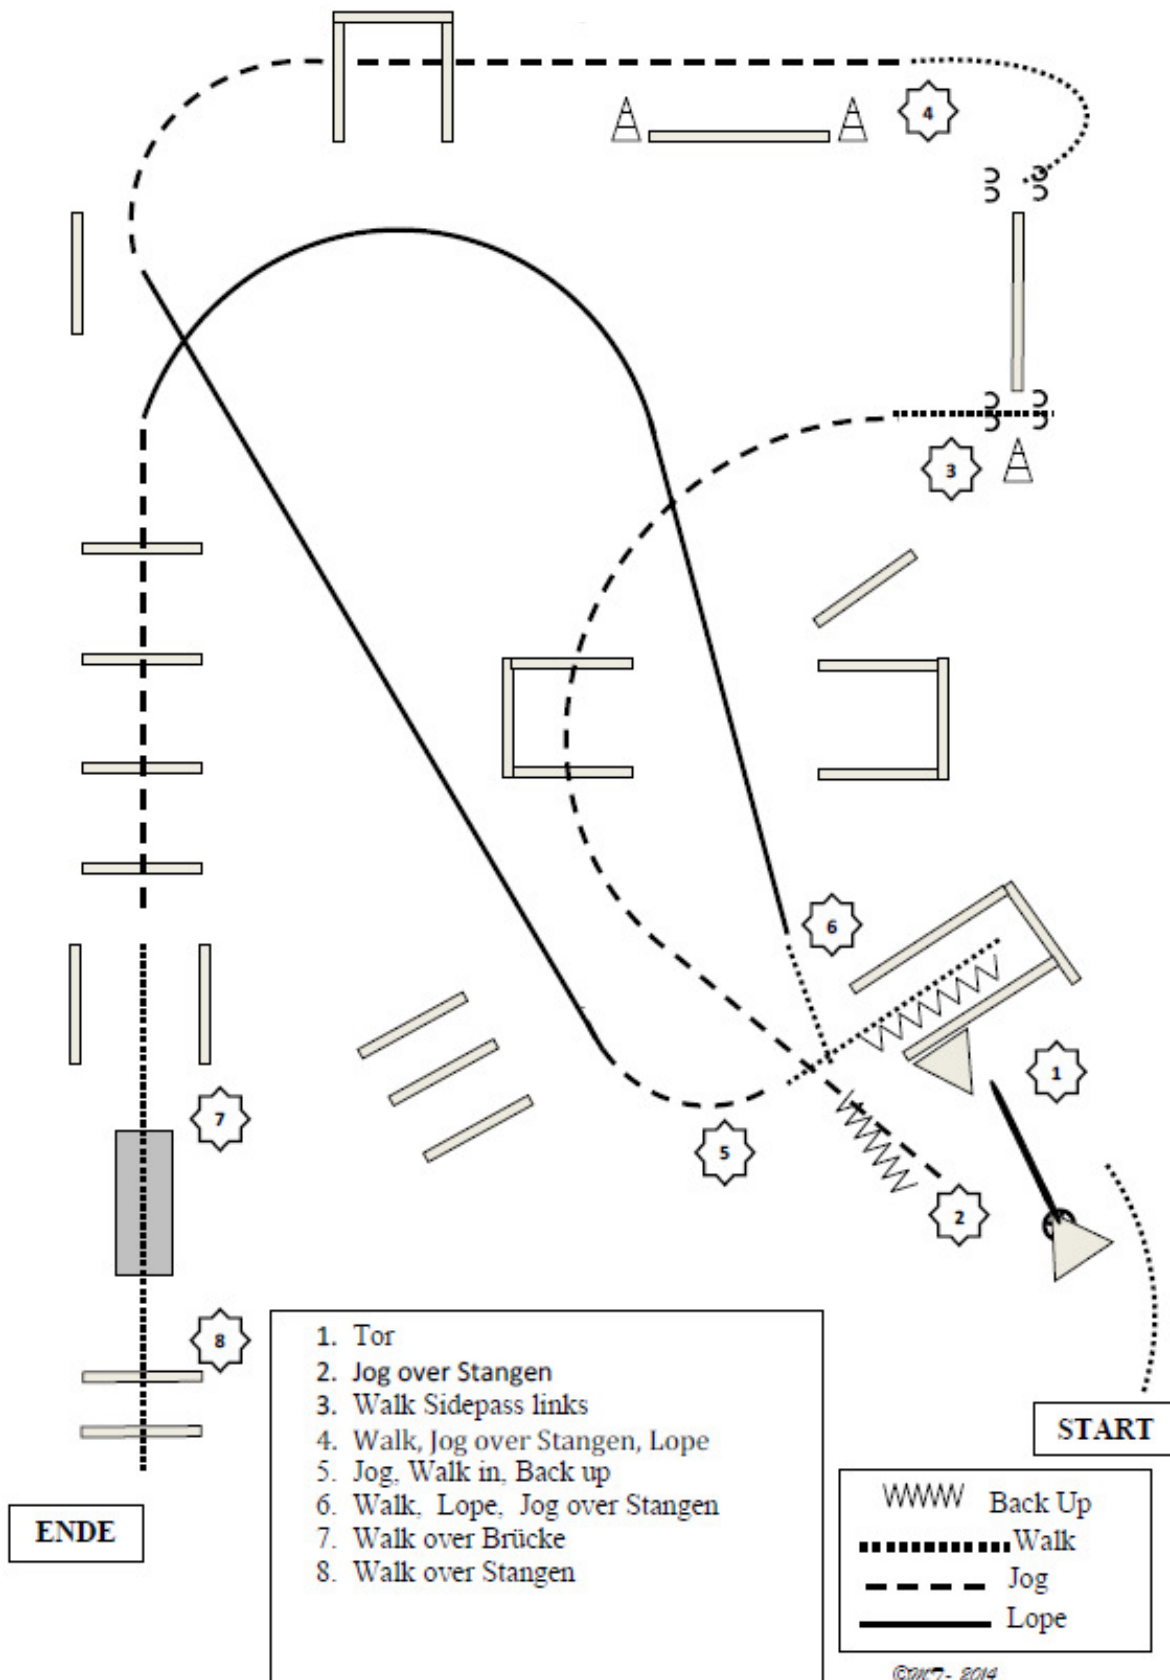 4
3
6
1
5
2
7
8
1. Tor
2. Jog over Stangen
3. Walk Sidepass links
4. Walk, Jog over Stangen, Lope
5. Jog, Walk in, Back up
6. Walk, Lope, Jog over Stangen
7. Walk over Brücke
8. Walk over Stangen
START
ENDE
Back Up
Walk
Jog
Lope
©MT- 2014